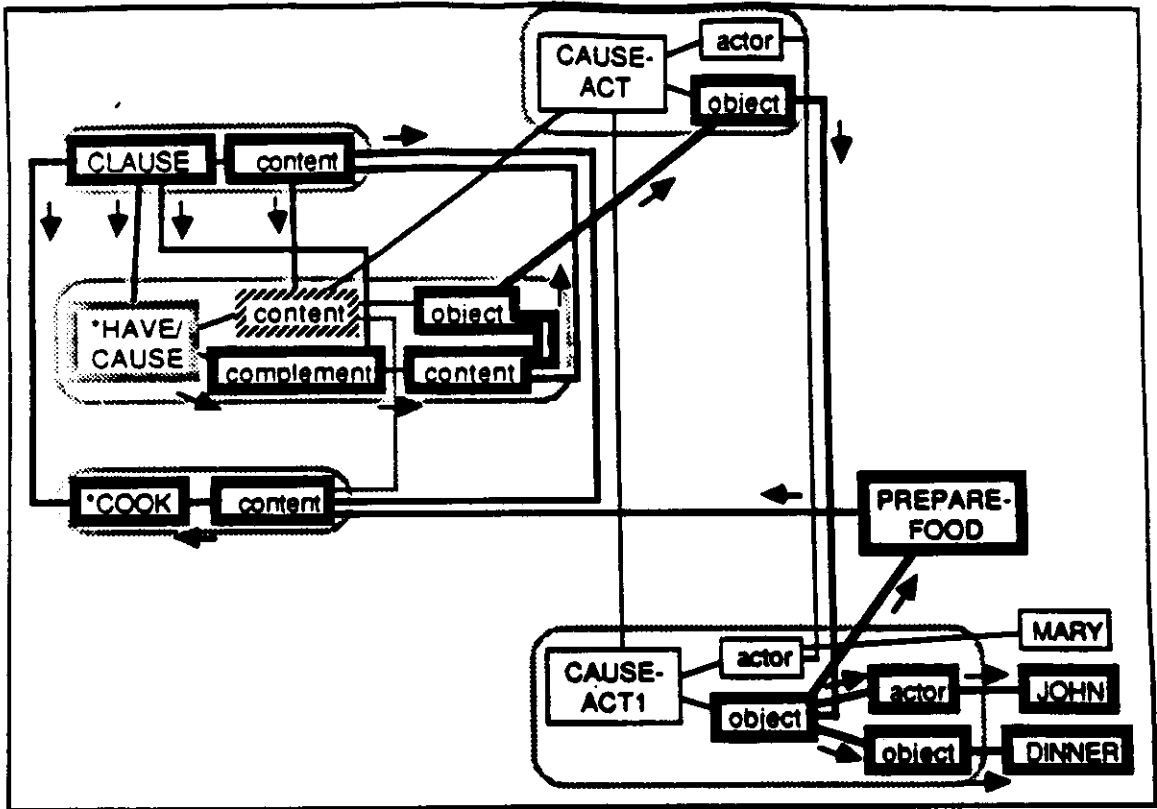 actor
CAUSE-
ACT
object
CLAUSE
content
content
object
*HAVE/
CAUSE
complement
content
*COOK
content
PREPARE-
FOOD
MARY
actor
CAUSE-
ACT1
actor
JOHN
object
object
DINNER